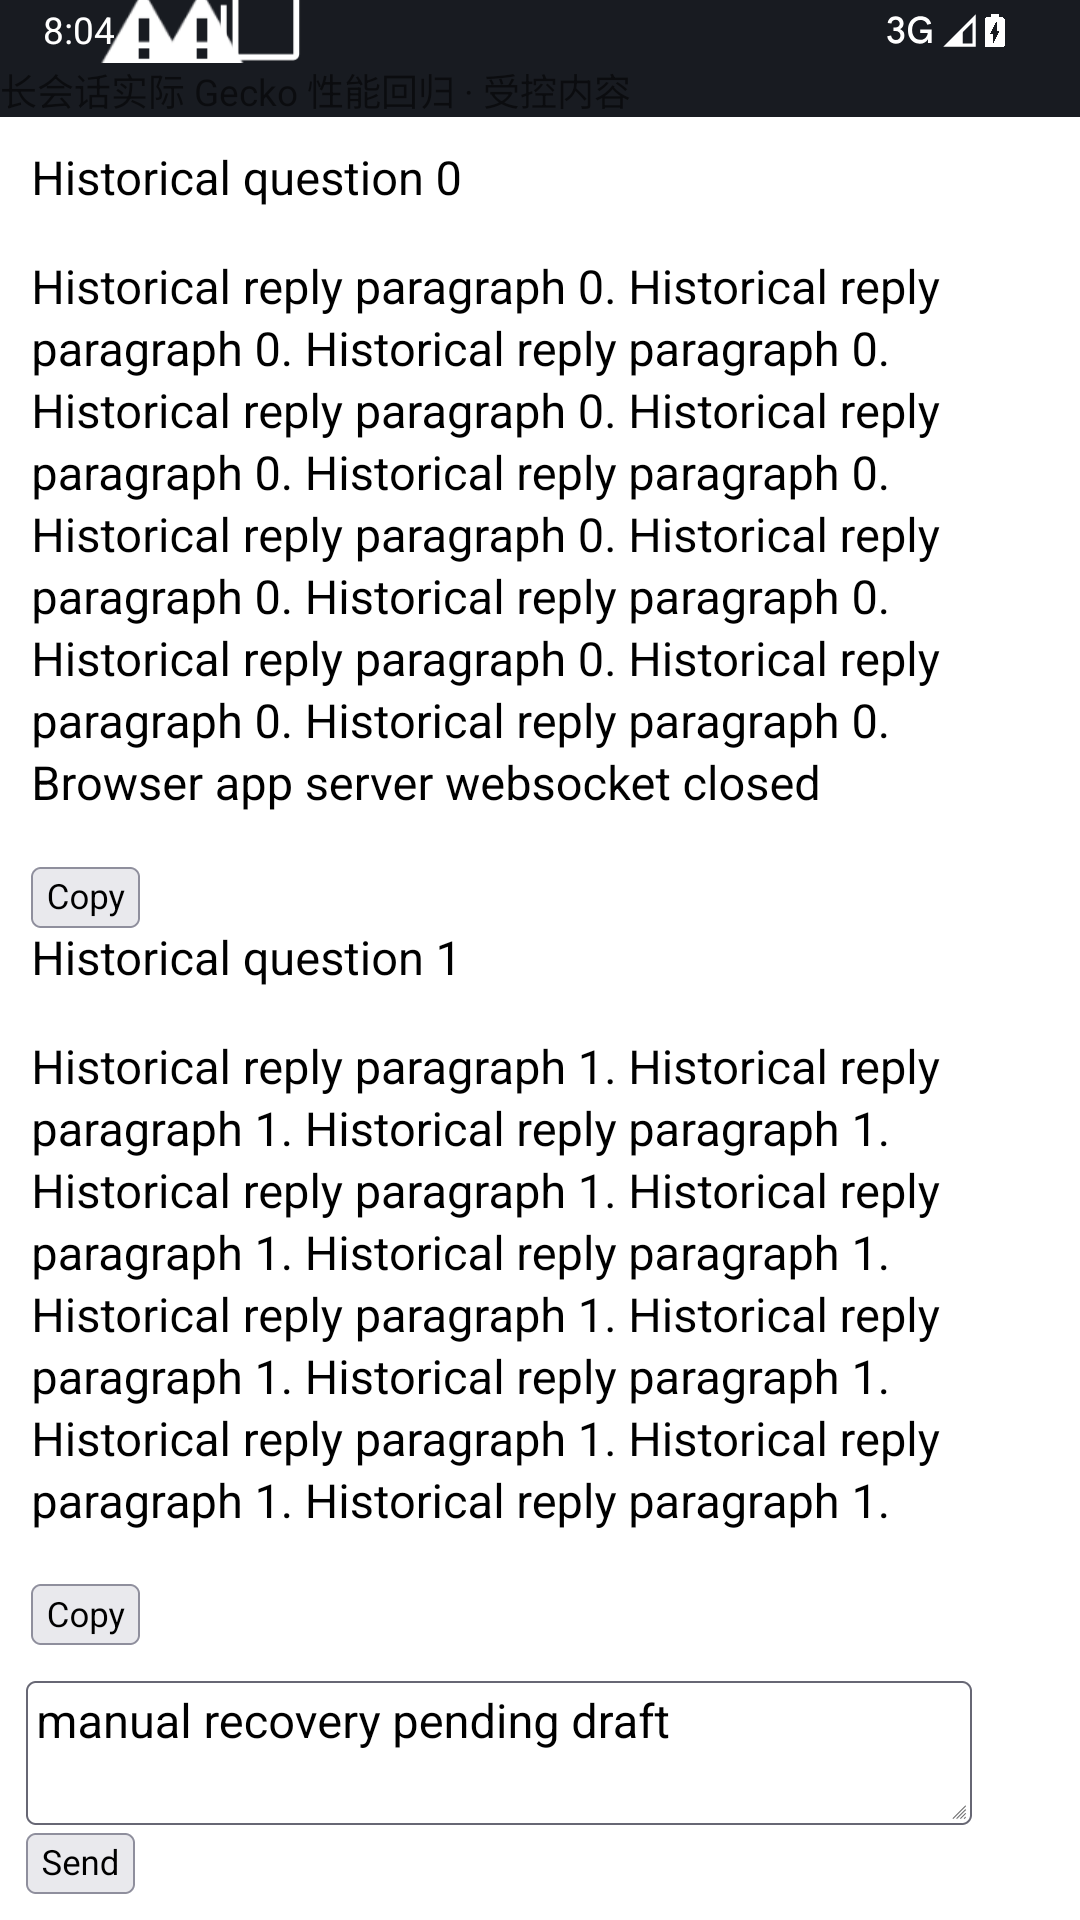 8:04
3G
长会话实际 Gecko 性能回归 · 受控内容
Historical question 0
Historical reply paragraph 0. Historical reply
paragraph 0. Historical reply paragraph 0.
Historical reply paragraph 0. Historical reply
paragraph 0. Historical reply paragraph 0.
Historical reply paragraph 0. Historical reply
paragraph 0. Historical reply paragraph 0.
Historical reply paragraph 0. Historical reply
paragraph 0. Historical reply paragraph 0.
Browser app server websocket closed
Copy
Historical question 1
Historical reply paragraph 1. Historical reply
paragraph 1. Historical reply paragraph 1.
Historical reply paragraph 1. Historical reply
paragraph 1. Historical reply paragraph 1.
Historical reply paragraph 1. Historical reply
paragraph 1. Historical reply paragraph 1.
Historical reply paragraph 1. Historical reply
paragraph 1. Historical reply paragraph 1.
Copy
manual recovery pending draft
Send